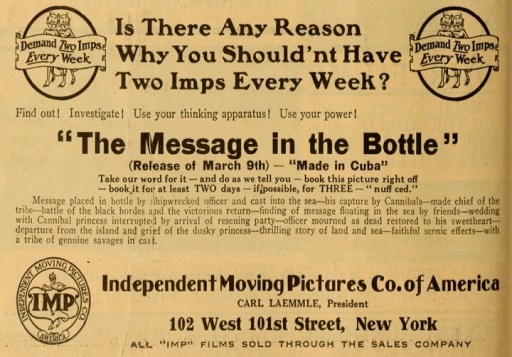 Demand Two Imps
Every Week
Is There Any Reason
Why You Should'nt Have
Two Imps Every Week?
Demand Two Imps
Every Week
Find out! Investigate! Use your thinking apparatus! Use your power!
"The Message in the Bottle"
(Release of March 9th) — "Made in Cuba"
Take our word for it — and do as we tell you — book this picture right off
— book it for at least TWO days — if possible, for THREE — "nuff ced."
Message placed in bottle by shipwrecked officer and cast into the sea—his capture by Cannibals—made chief of the
tribe—battle of the black hordes and the victorious return—finding of message floating in the sea by friends—wedding
with Cannibal princess interrupted by arrival of rescuing party—officer mourned as dead restored to his sweetheart—
departure from the island and grief of the dusky princess—thrilling story of land and sea—faithful scenic effects—with
a tribe of genuine savages in cast.
INDEPENDENT MOVING PICTURES CO.
IMP
AMERICA
Independent Moving Pictures Co. of America
CARL LAEMMLE, President
102 West 101st Street, New York
ALL "IMP" FILMS SOLD THROUGH THE SALES COMPANY